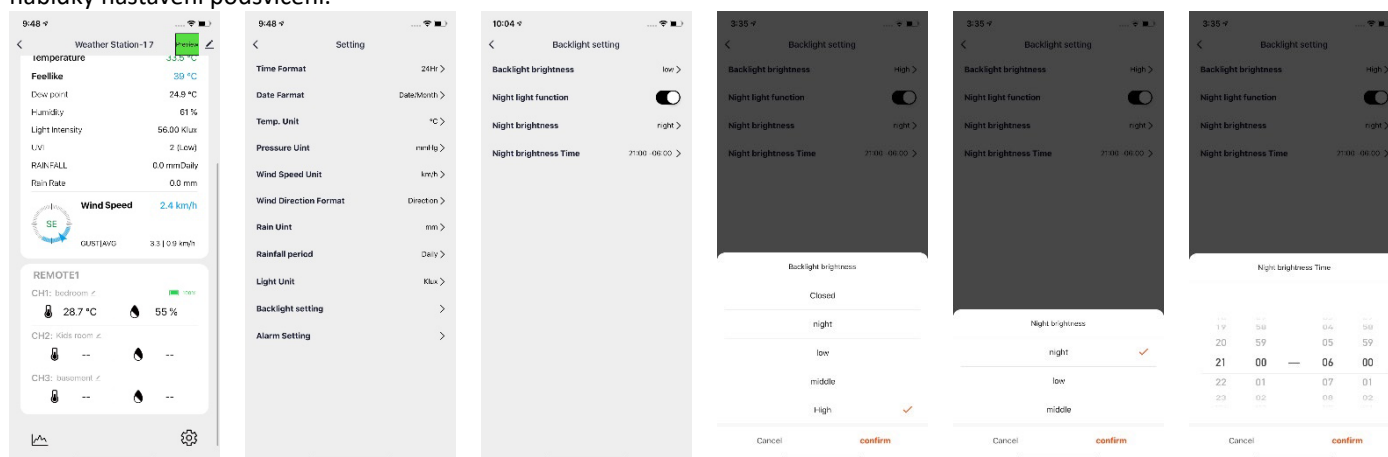 nabídky nastavení podsvícení.
9:48
Weather Station-17
Preview
Temperature 33.5 °C
Feellike 39 °C
Dew point 24.9 °C
Humidity 61 %
Light Intensity 56.00 Klux
UVI 2 (Low)
RAINFALL 0.0 mmDaily
Rain Rate 0.0 mm
Wind Speed 2.4 km/h
SE
GUST|AVG 3.3 | 0.9 km/h
REMOTE1
CH1: bedroom
28.7 °C 55 %
CH2: Kids room
-- --
CH3: basement
-- --
9:48
Setting
Time Format 24Hr >
Date Farmat Date/Month >
Temp. Unit °C >
Pressure Uint mmHg >
Wind Speed Unit km/h >
Wind Direction Format Direction >
Rain Uint mm >
Rainfall period Daily >
Light Unit Klux >
Backlight setting >
Alarm Setting >
10:04
Backlight setting
Backlight brightness low >
Night light function
Night brightness night >
Night brightness Time 21:00 -06:00 >
3:35
Backlight setting
Backlight brightness High >
Night light function
Night brightness night >
Night brightness Time 21:00 -06:00 >
Backlight brightness
Closed
night
low
middle
High
Cancel confirm
3:35
Backlight setting
Backlight brightness High >
Night light function
Night brightness night >
Night brightness Time 21:00 -06:00 >
Night brightness
night
low
middle
Cancel confirm
3:35
Backlight setting
Backlight brightness High >
Night light function
Night brightness night >
Night brightness Time 21:00 -06:00 >
Night brightness Time
19 58 04 58
20 59 05 59
21 00 — 06 00
22 01 07 01
23 02 08 02
Cancel confirm